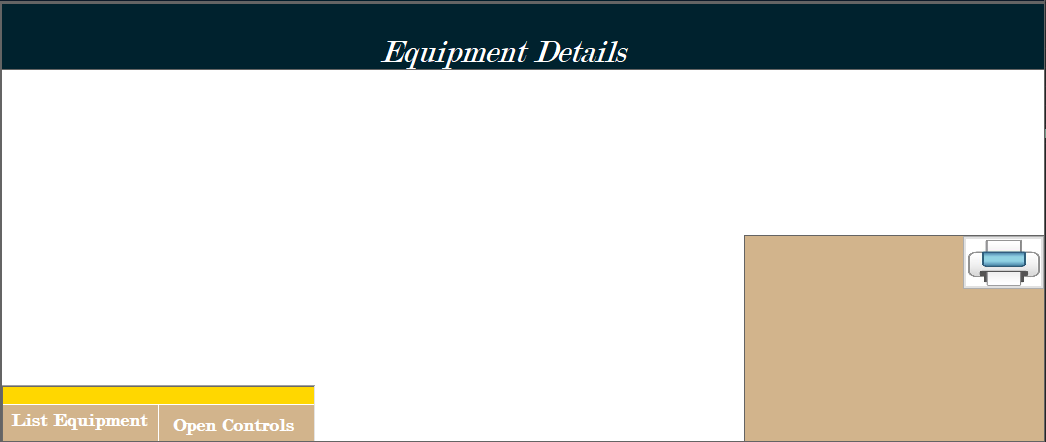 Equipment Details
List Equipment
Open Controls